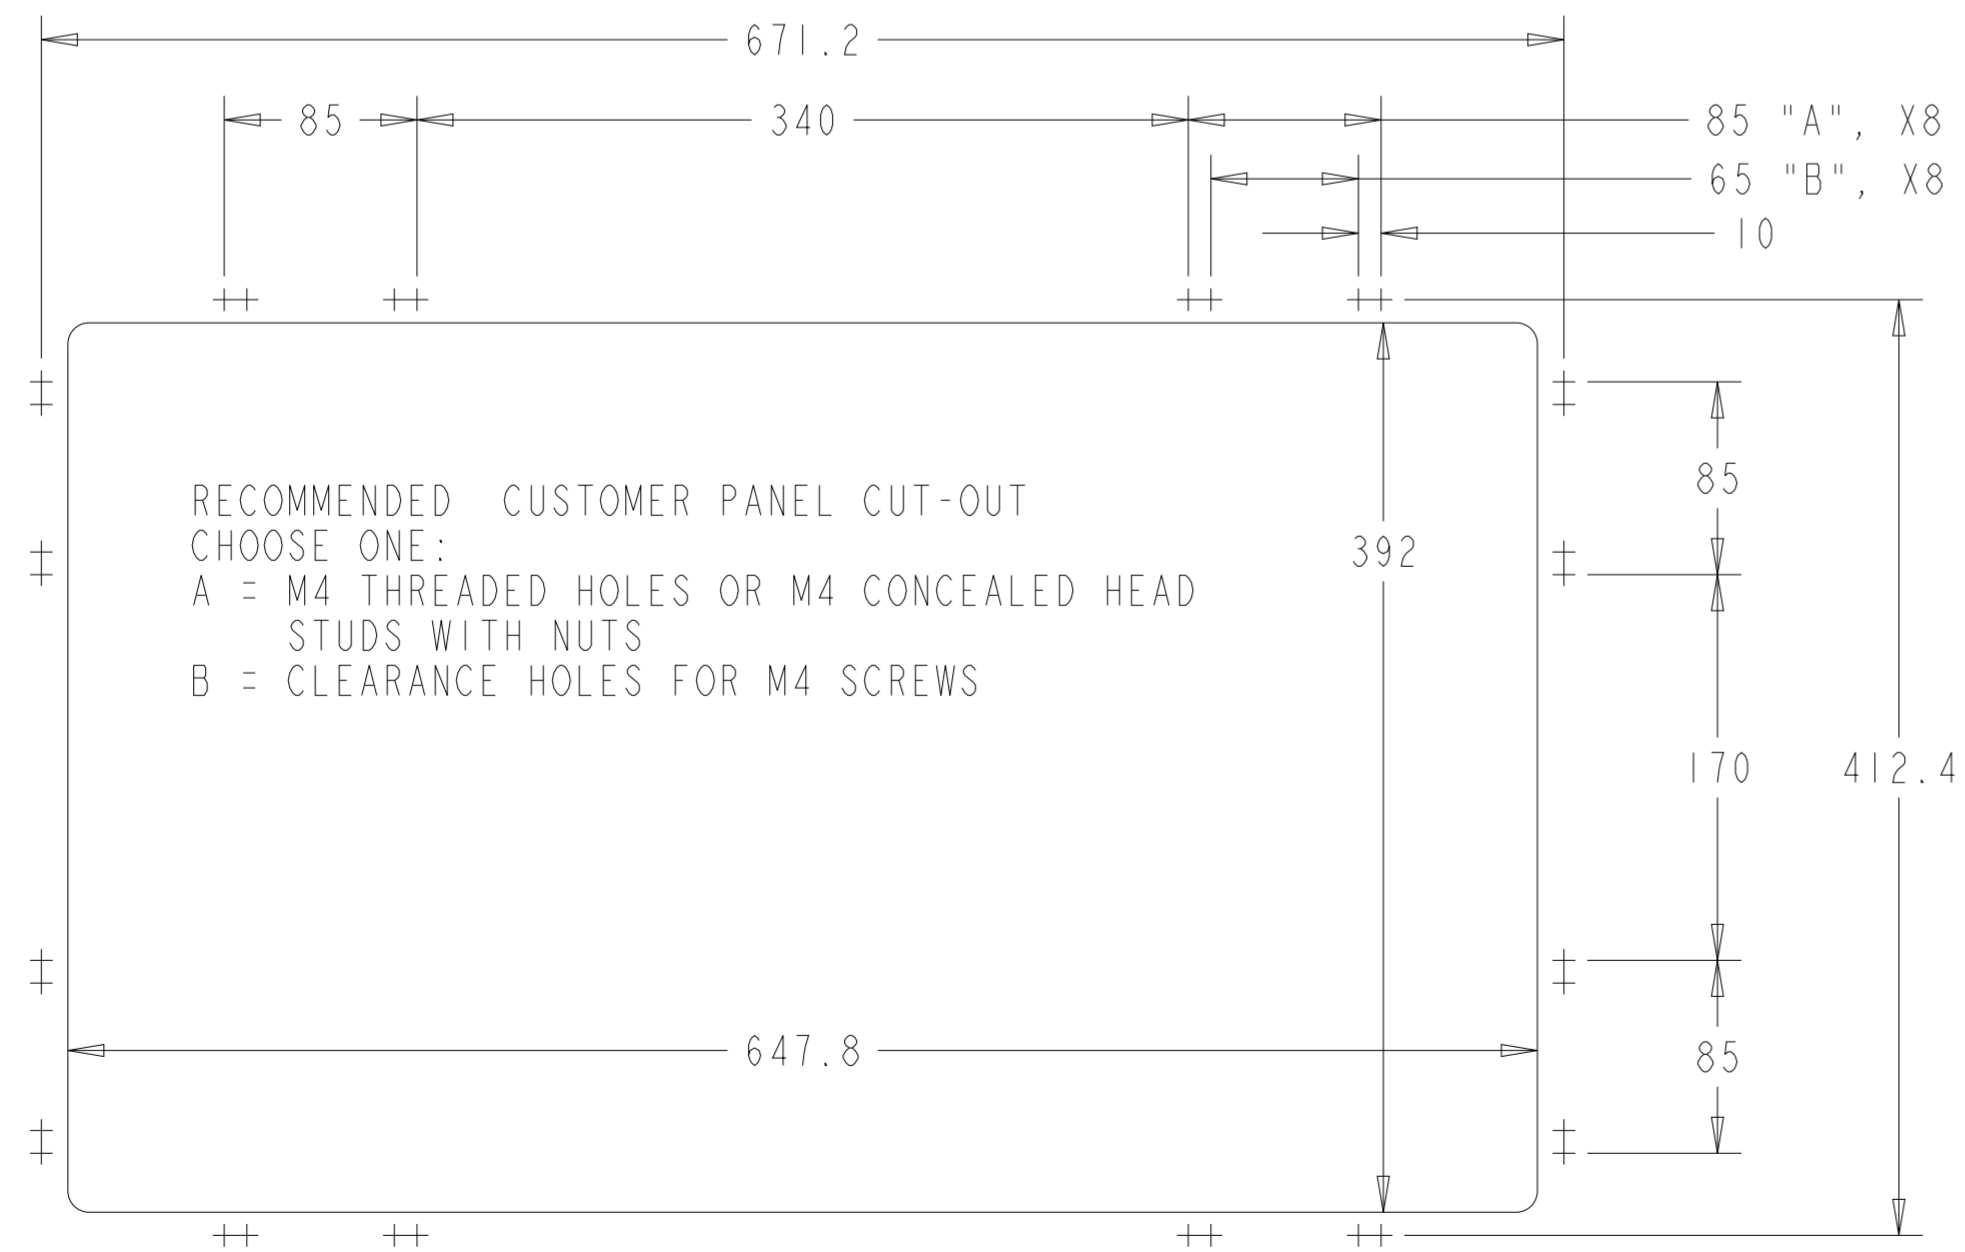 671.2
85
340
85 "A", X8
65 "B", X8
10
RECOMMENDED CUSTOMER PANEL CUT-OUT
CHOOSE ONE:
A = M4 THREADED HOLES OR M4 CONCEALED HEAD
STUDS WITH NUTS
B = CLEARANCE HOLES FOR M4 SCREWS
392
85
170
412.4
647.8
85